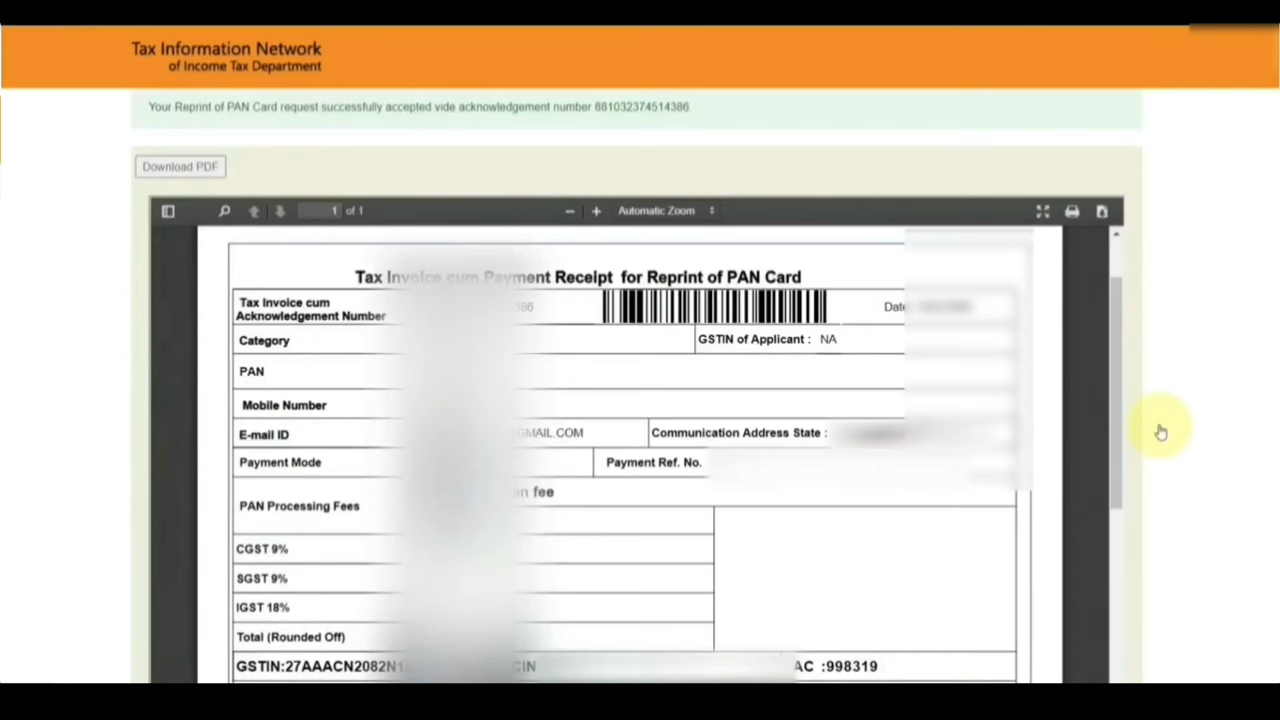 Tax Information Network
of Income Tax Department
Your Reprint of PAN Card request successfully accepted vide acknowledgement number 881032374514386
Download PDF
1 of 1 Automatic Zoom
Tax Invoice cum Payment Receipt for Reprint of PAN Card
Tax Invoice cum
Acknowledgement Number 386 Date
Category GSTIN of Applicant : NA
PAN
Mobile Number
E-mail ID @GMAIL.COM Communication Address State :
Payment Mode Payment Ref. No.
fee
PAN Processing Fees
CGST 9%
SGST 9%
IGST 18%
Total (Rounded Off)
GSTIN:27AAACN2082N1 CIN AC :998319